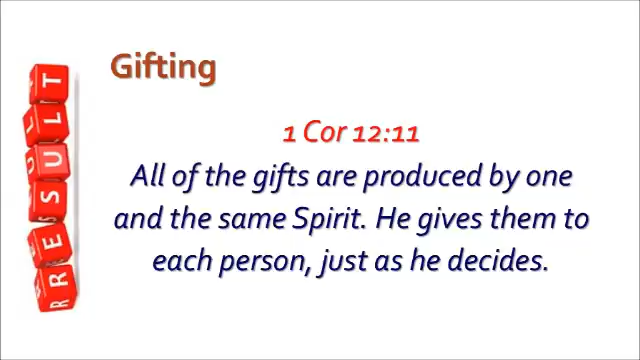 Gifting
1 Cor 12:11
All of the gifts are produced by one
and the same Spirit. He gives them to
each person, just as he decides.
RRESULT